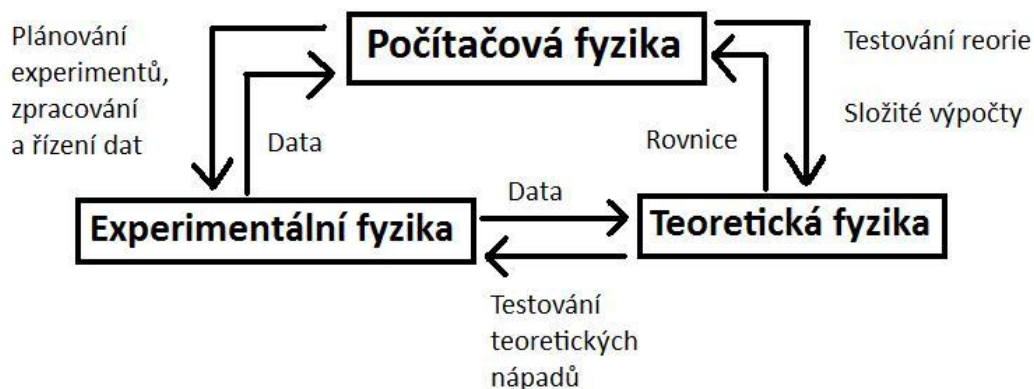 Plánování
experimentů,
zpracování
a řízení dat
Počítačová fyzika
Testování reorie
Složité výpočty
Data
Rovnice
Experimentální fyzika
Data
Teoretická fyzika
Testování
teoretických
nápadů